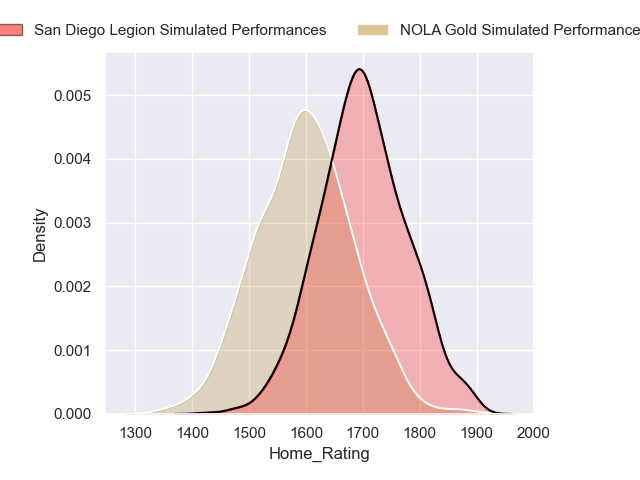 San Diego Legion Simulated Performances
NOLA Gold Simulated Performance
0.005
0.004
0.003
0.002
0.001
0.000
Density
1300 1400 1500 1600 1700 1800 1900 2000
Home_Rating